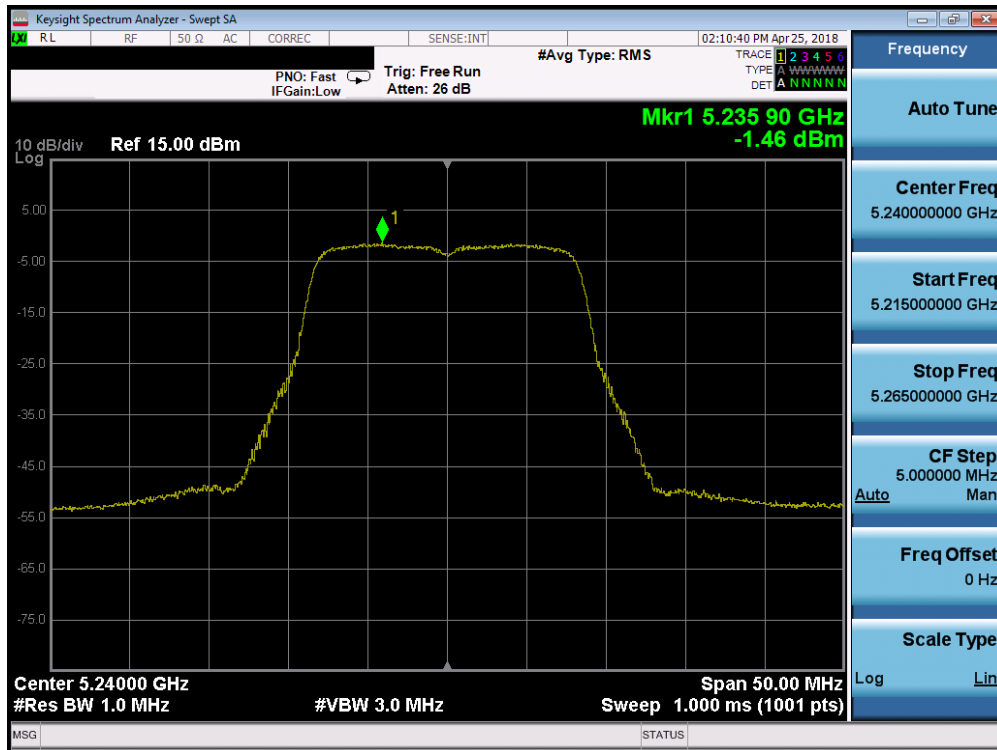 Keysight Spectrum Analyzer - Swept SA
LXI RL RF 50 Ω AC CORREC SENSE:INT 02:10:40 PM Apr 25, 2018
Frequency
#Avg Type: RMS
TRACE 1 2 3 4 5 6
PNO: Fast Trig: Free Run
TYPE A WWWWW
IFGain:Low Atten: 26 dB
DET A N N N N N
Auto Tune
Mkr1 5.235 90 GHz
-1.46 dBm
10 dB/div Ref 15.00 dBm
Log
1
5.00
-5.00
-15.0
-25.0
-35.0
-45.0
-55.0
-65.0
-75.0
Center Freq
5.240000000 GHz
Start Freq
5.215000000 GHz
Stop Freq
5.265000000 GHz
CF Step
5.000000 MHz
Auto Man
Freq Offset
0 Hz
Scale Type
Log Lin
Center 5.24000 GHz Span 50.00 MHz
#Res BW 1.0 MHz #VBW 3.0 MHz Sweep 1.000 ms (1001 pts)
MSG STATUS